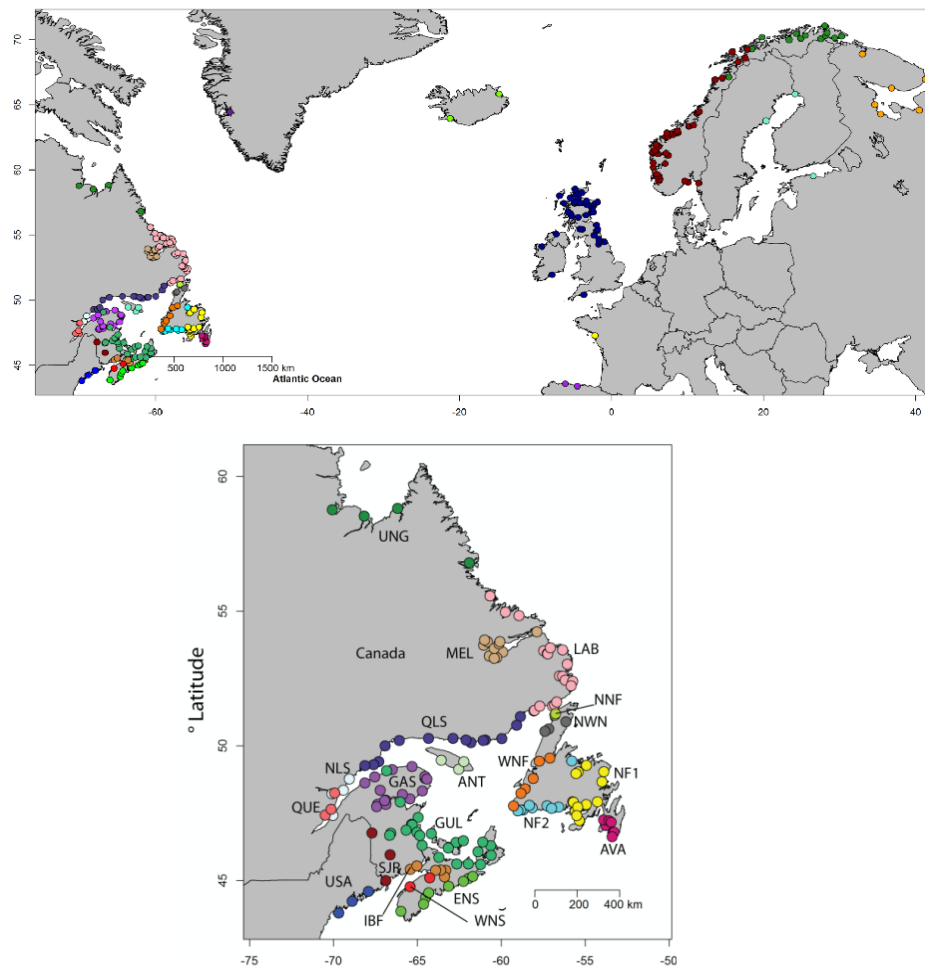 70
65
60
55
50
45
500 1000 1500 km
Atlantic Ocean
-60 -40 -20 0 20 40
60
UNG
55
MEL
LAB
Canada
NNF
NWN
QLS
50
WNF
NLS
ANT
NF1
GAS
QUE
NF2
GUL
AVA
SJR
USA
ENS
45
0 200 400 km
IBF
WNS
° Latitude
-75 -70 -65 -60 -55 -50